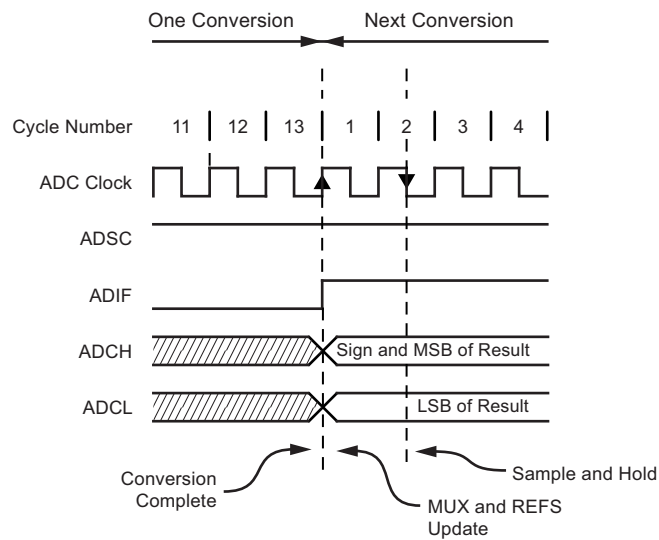 One Conversion Next Conversion
Cycle Number 11 12 13 1 2 3 4
ADC Clock
ADSC
ADIF
ADCH Sign and MSB of Result
ADCL LSB of Result
Conversion
Complete
Sample and Hold
MUX and REFS
Update